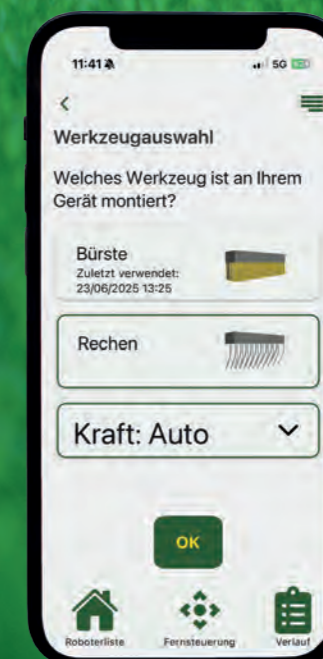 11:41
5G
Werkzeugauswahl
Welches Werkzeug ist an Ihrem
Gerät montiert?
Bürste
Zuletzt verwendet:
23/06/2025 13:25
Rechen
Kraft: Auto
OK
Roboterliste Fernsteuerung Verlauf